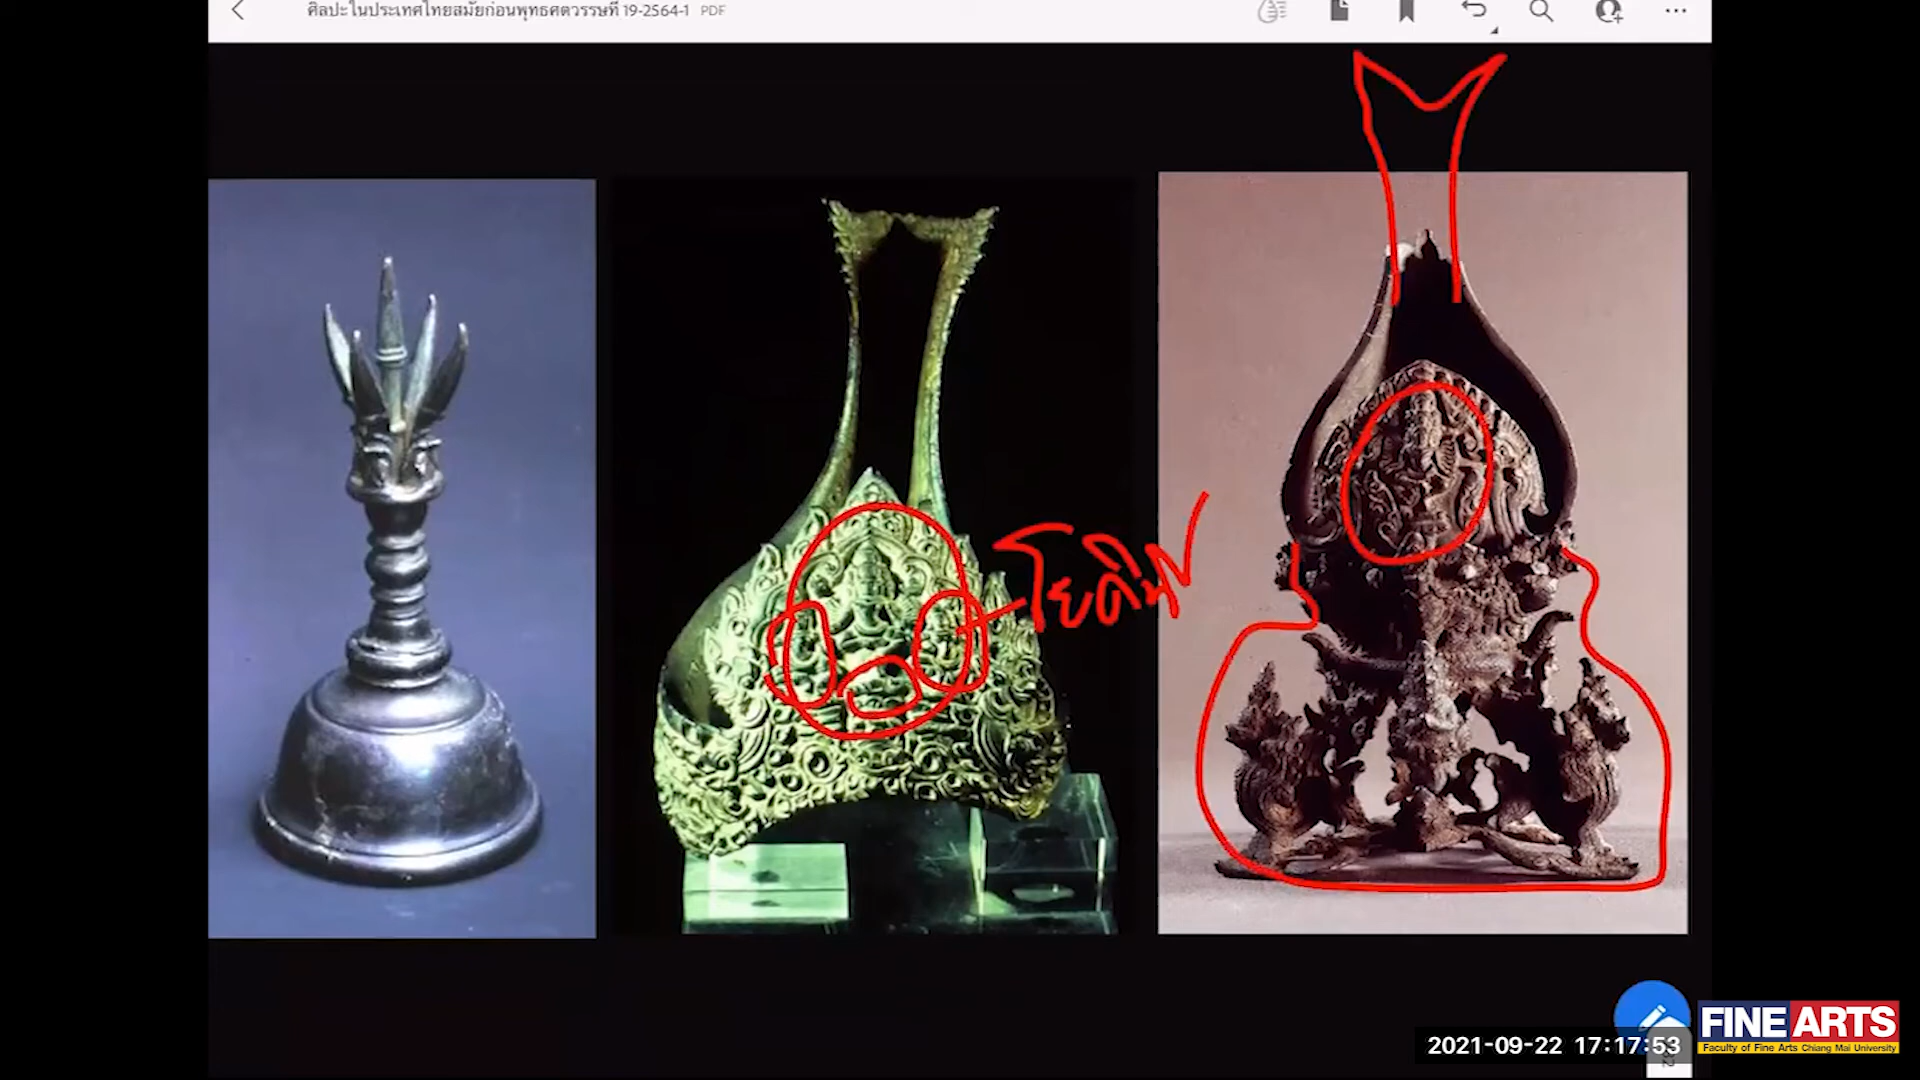 ศิลปะในประเทศไทยสมัยก่อนพุทธศตวรรษที่ 19-2564-1 PDF
โยคินี
2021-09-22 17:17:53
FINE ARTS
Faculty of Fine Arts Chiang Mai University